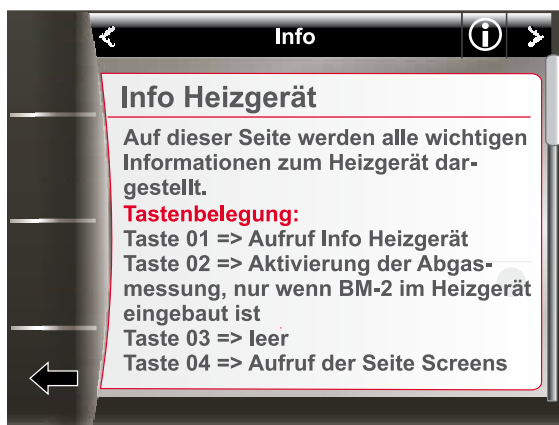 Info
Info Heizgerät
Auf dieser Seite werden alle wichtigen
Informationen zum Heizgerät dar-
gestellt.
Tastenbelegung:
Taste 01 => Aufruf Info Heizgerät
Taste 02 => Aktivierung der Abgas-
messung, nur wenn BM-2 im Heizgerät
eingebaut ist
Taste 03 => leer
Taste 04 => Aufruf der Seite Screens